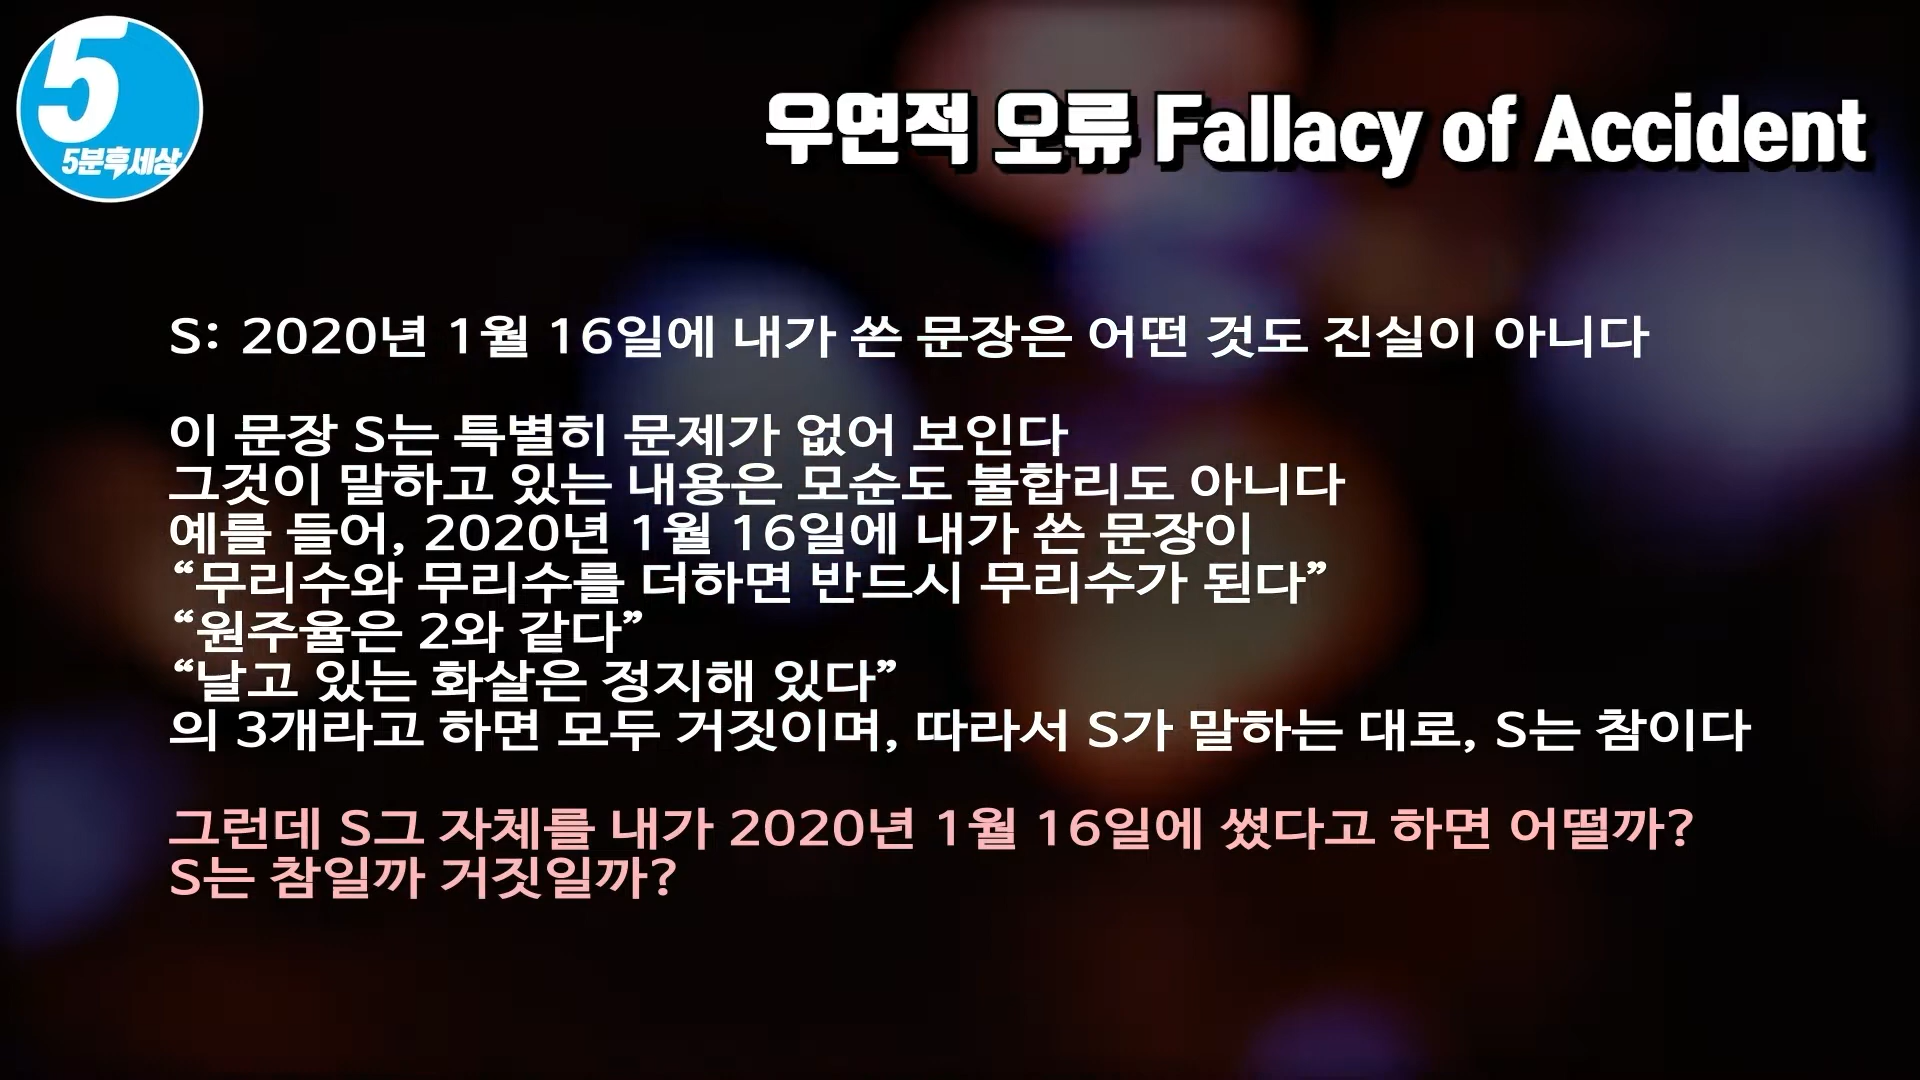 5
5분후세상
우연적 오류 Fallacy of Accident
S: 2020년 1월 16일에 내가 쓴 문장은 어떤 것도 진실이 아니다
이 문장 S는 특별히 문제가 없어 보인다
그것이 말하고 있는 내용은 모순도 불합리도 아니다
예를 들어, 2020년 1월 16일에 내가 쓴 문장이
“무리수와 무리수를 더하면 반드시 무리수가 된다”
“원주율은 2와 같다”
“날고 있는 화살은 정지해 있다”
의 3개라고 하면 모두 거짓이며, 따라서 S가 말하는 대로, S는 참이다
그런데 S그 자체를 내가 2020년 1월 16일에 썼다고 하면 어떨까?
S는 참일까 거짓일까?